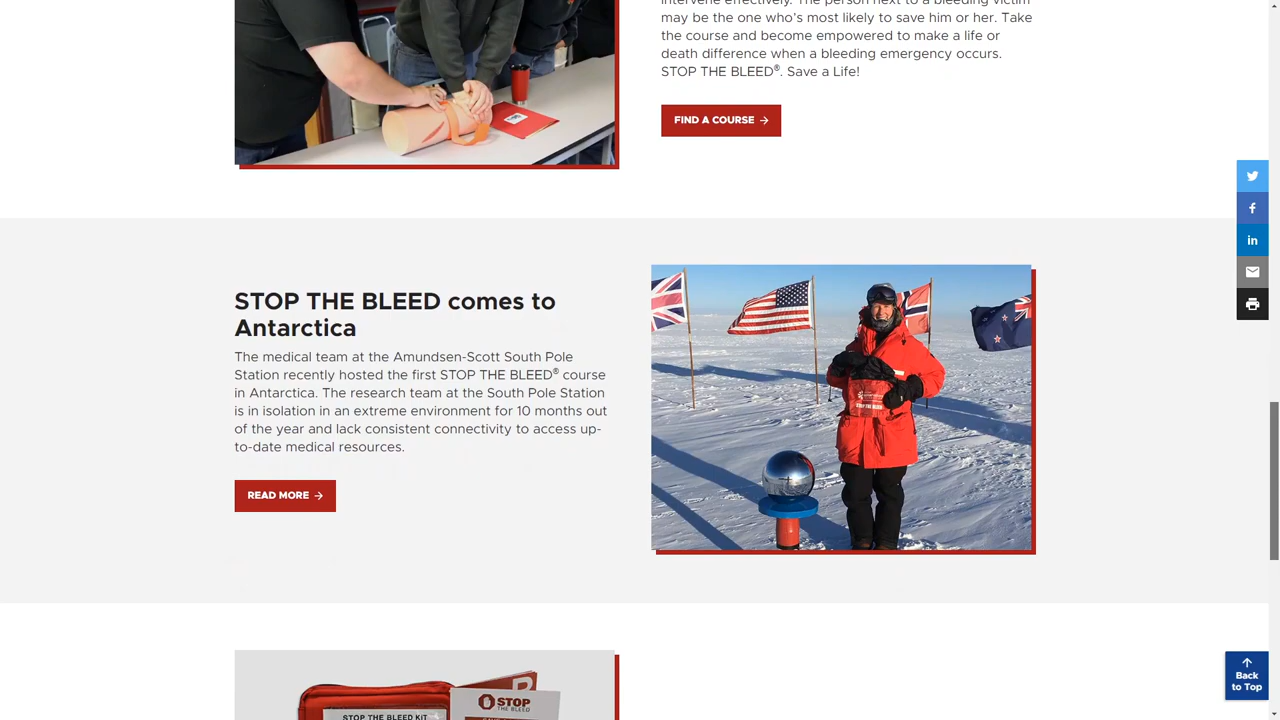 intervene effectively. The person next to a bleeding victim
may be the one who's most likely to save him or her. Take
the course and become empowered to make a life or
death difference when a bleeding emergency occurs.
STOP THE BLEED®. Save a Life!
FIND A COURSE →
STOP THE BLEED comes to
Antarctica
The medical team at the Amundsen-Scott South Pole
Station recently hosted the first STOP THE BLEED® course
in Antarctica. The research team at the South Pole Station
is in isolation in an extreme environment for 10 months out
of the year and lack consistent connectivity to access up-
to-date medical resources.
READ MORE →
STOP THE BLEED
in
Back
to Top
STOP
THE BLEED
STOP THE BLEED KIT